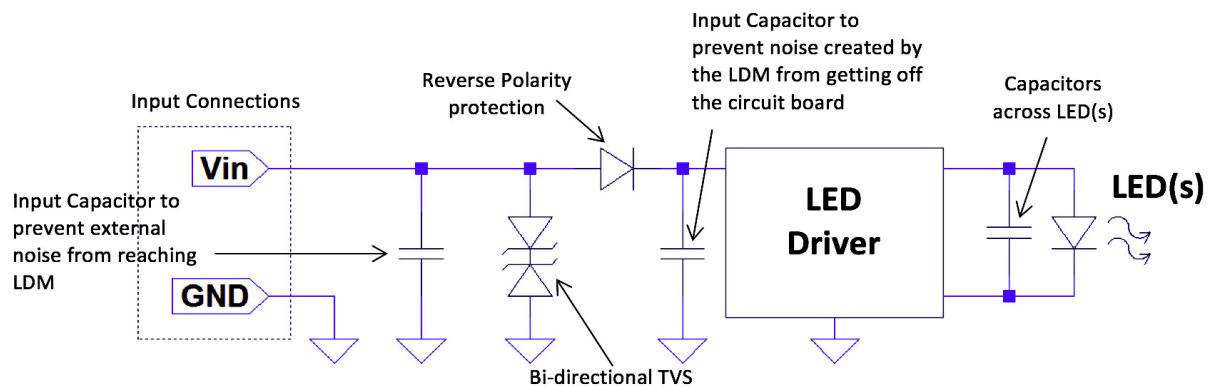 Input Capacitor to
prevent noise created by
the LDM from getting off
the circuit board
Reverse Polarity
protection
Capacitors
across LED(s)
Input Connections
Vin
LED
Driver
LED(s)
Input Capacitor to
prevent external
noise from reaching
LDM
GND
Bi-directional TVS